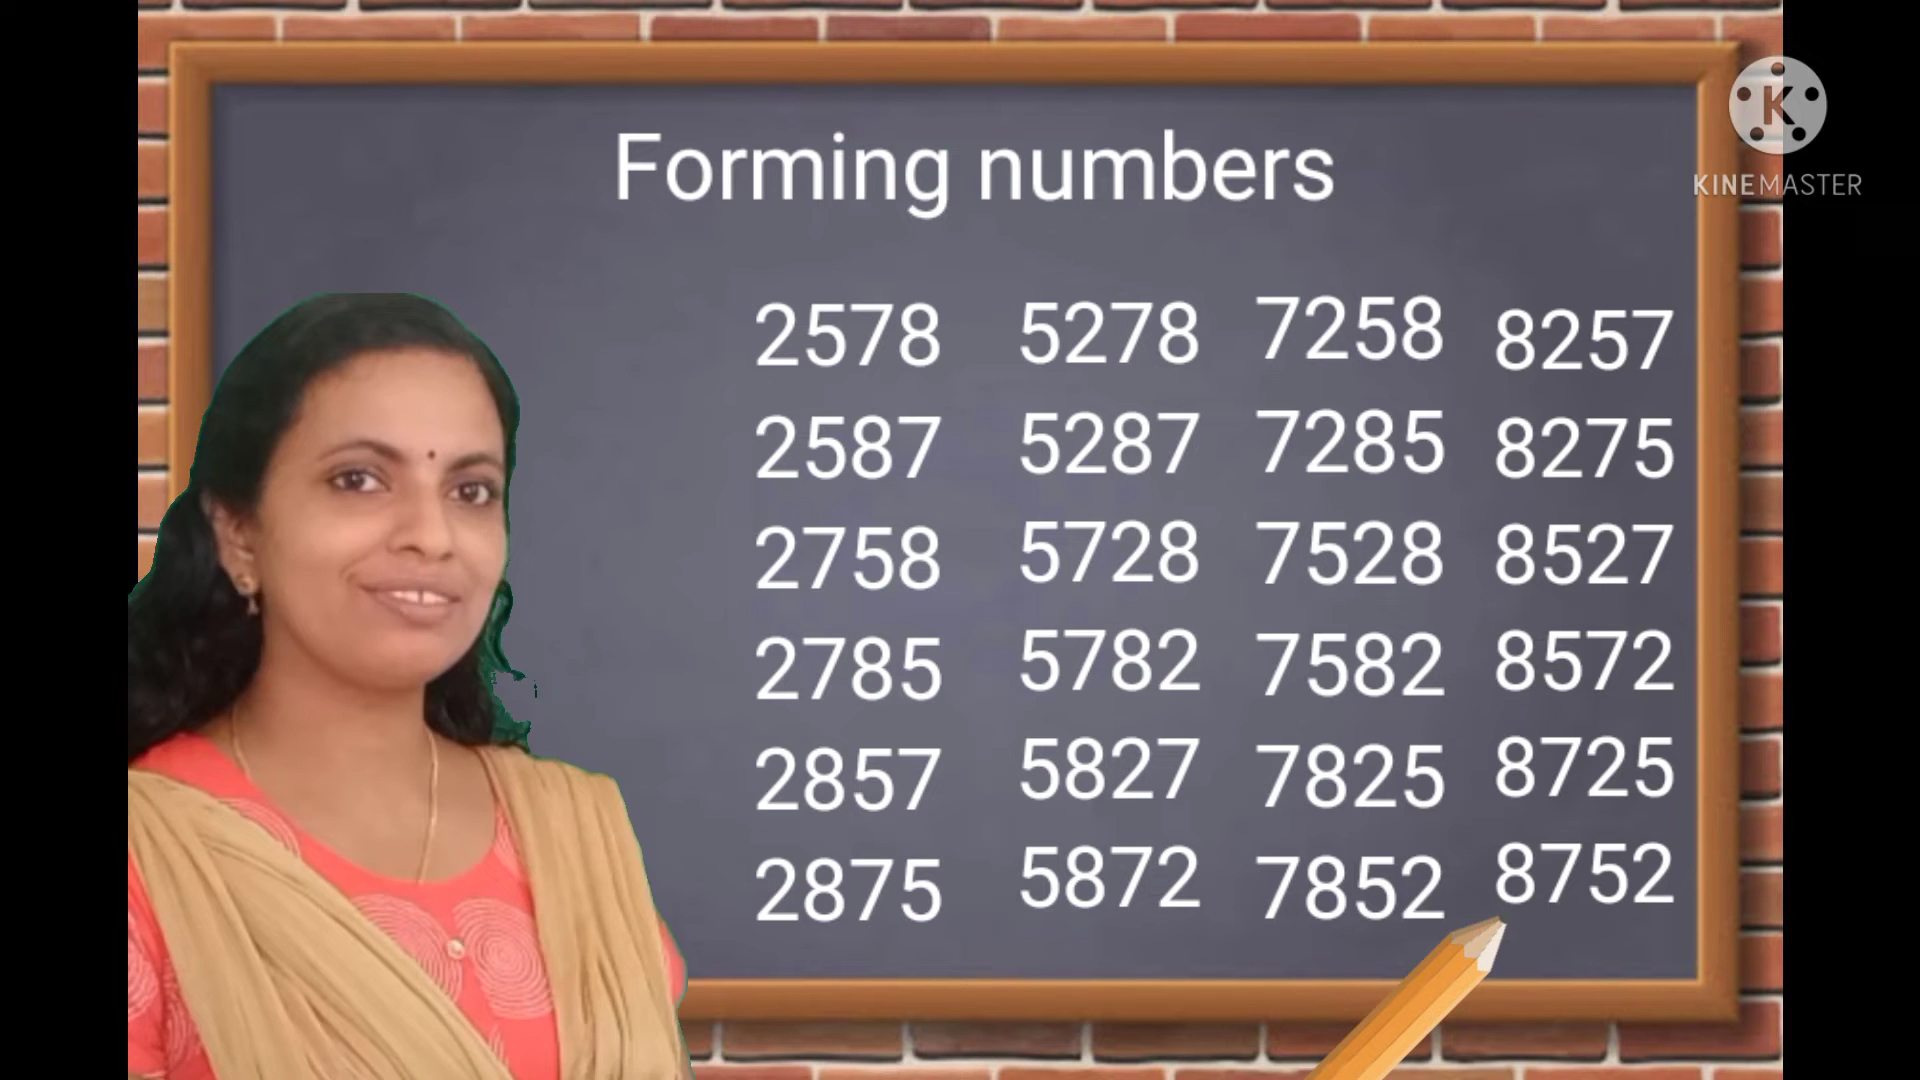 Forming numbers
K
KINEMASTER
2578 5278 7258 8257
2587 5287 7285 8275
2758 5728 7528 8527
2785 5782 7582 8572
2857 5827 7825 8725
2875 5872 7852 8752